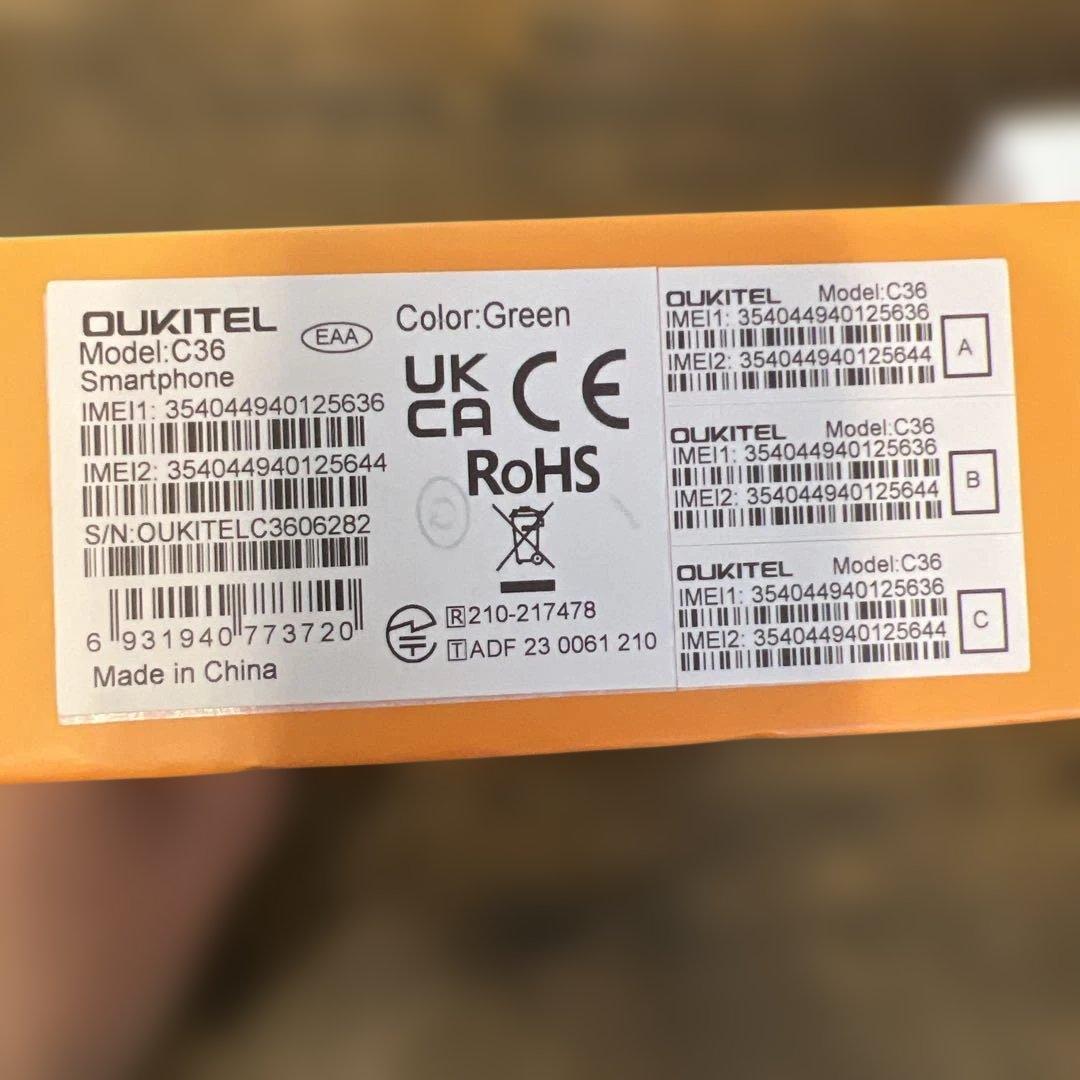 OUKITEL
EAA
Model:C36
Smartphone
IMEI1: 354044940125636
IMEI2: 354044940125644
S/N:OUKITELC3606282
6 931940 773720
Made in China
Color:Green
UK
CA CE
RoHS
R 210-217478
T ADF 23 0061 210
OUKITEL Model:C36
IMEI1: 354044940125636
IMEI2: 354044940125644
A
OUKITEL Model:C36
IMEI1: 354044940125636
IMEI2: 354044940125644
B
OUKITEL Model:C36
IMEI1: 354044940125636
IMEI2: 354044940125644
C